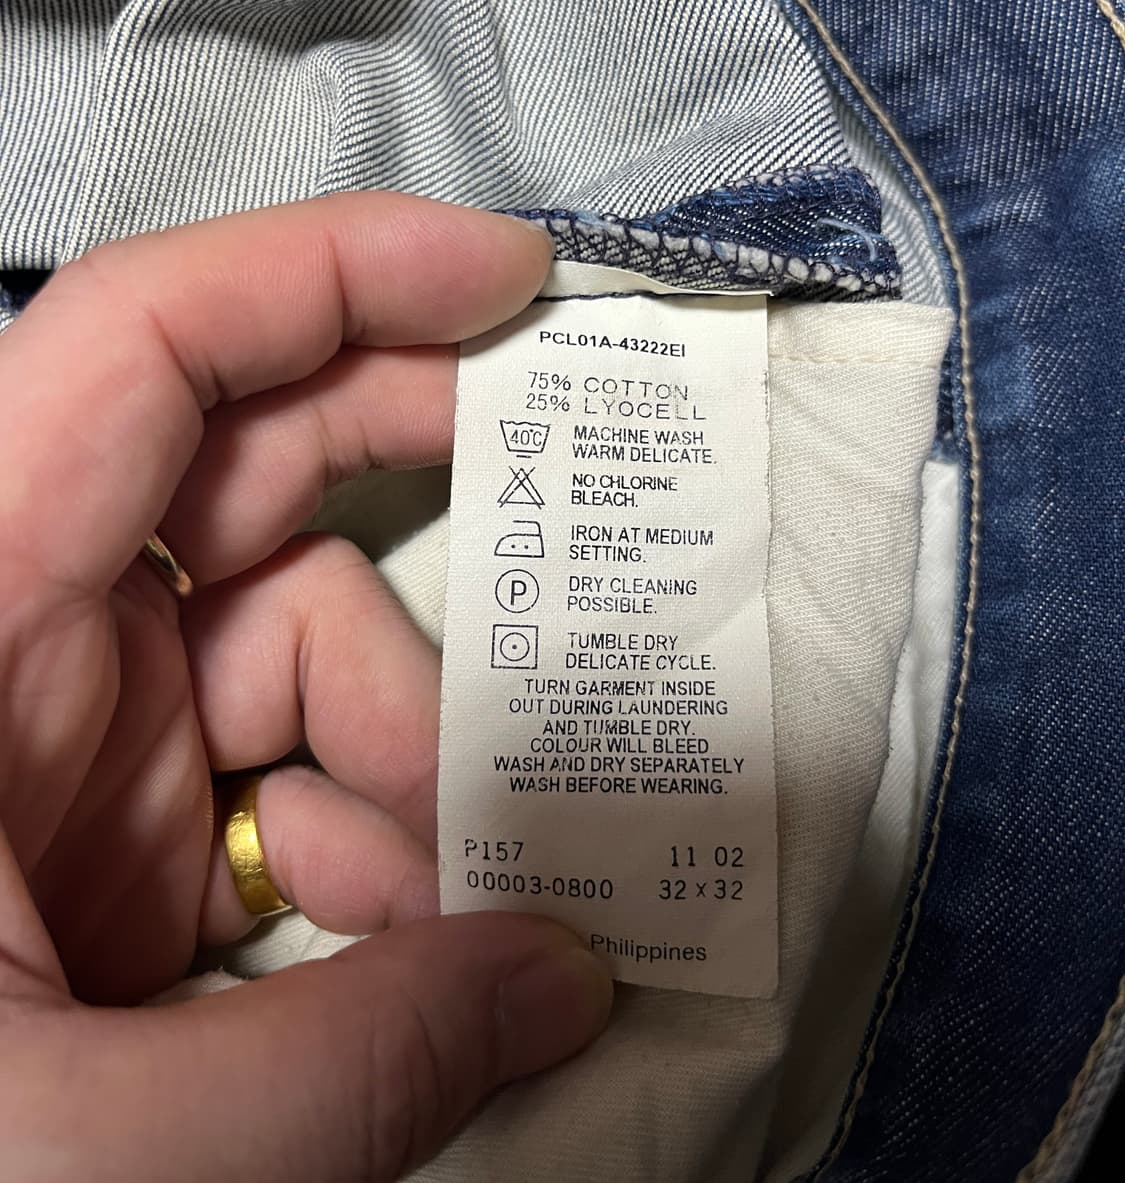 PCL01A-43222EI
75% COTTON
25% LYOCELL
40°C
MACHINE WASH
WARM DELICATE.
NO CHLORINE
BLEACH.
IRON AT MEDIUM
SETTING.
P
DRY CLEANING
POSSIBLE.
TUMBLE DRY
DELICATE CYCLE.
TURN GARMENT INSIDE
OUT DURING LAUNDERING
AND TUMBLE DRY.
COLOUR WILL BLEED
WASH AND DRY SEPARATELY
WASH BEFORE WEARING.
P157 11 02
00003-0800 32 x 32
Philippines